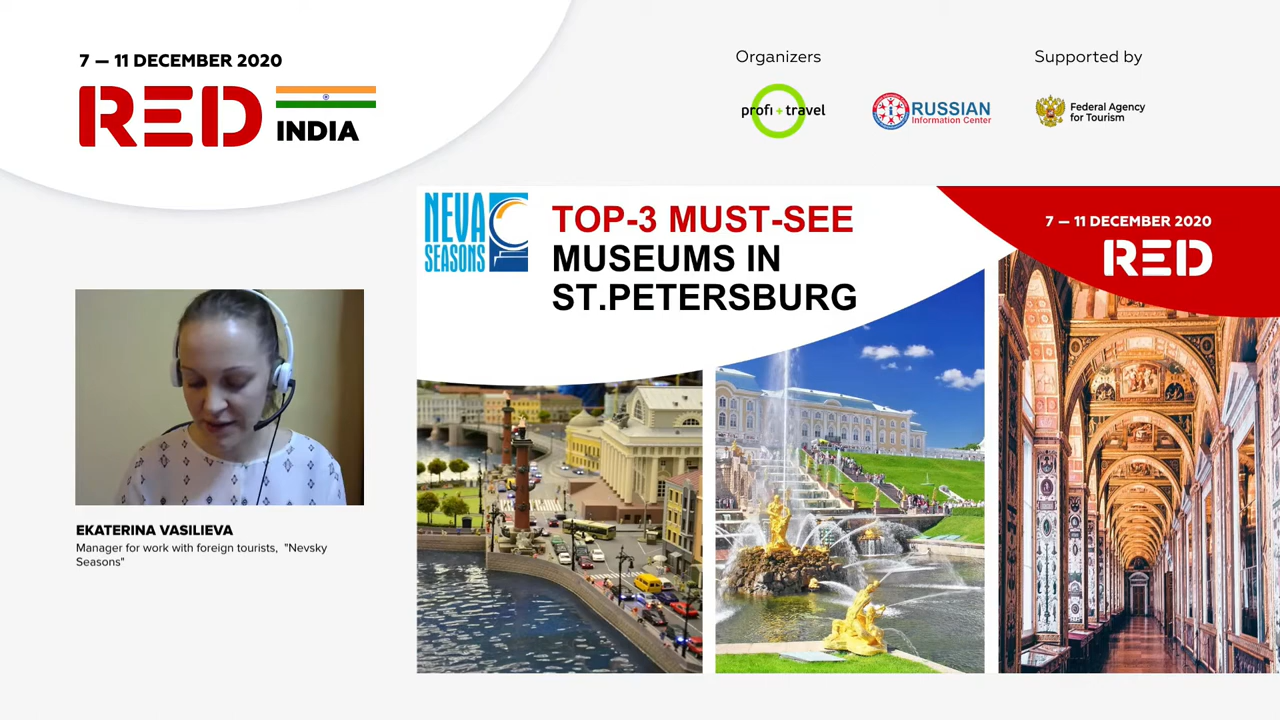 7 – 11 DECEMBER 2020
RED
INDIA
Organizers
Supported by
profi + travel
RUSSIAN
Information Center
Federal Agency
for Tourism
NEVA
SEASONS
TOP-3 MUST-SEE
MUSEUMS IN
ST.PETERSBURG
7 – 11 DECEMBER 2020
RED
EKATERINA VASILIEVA
Manager for work with foreign tourists, "Nevsky
Seasons"